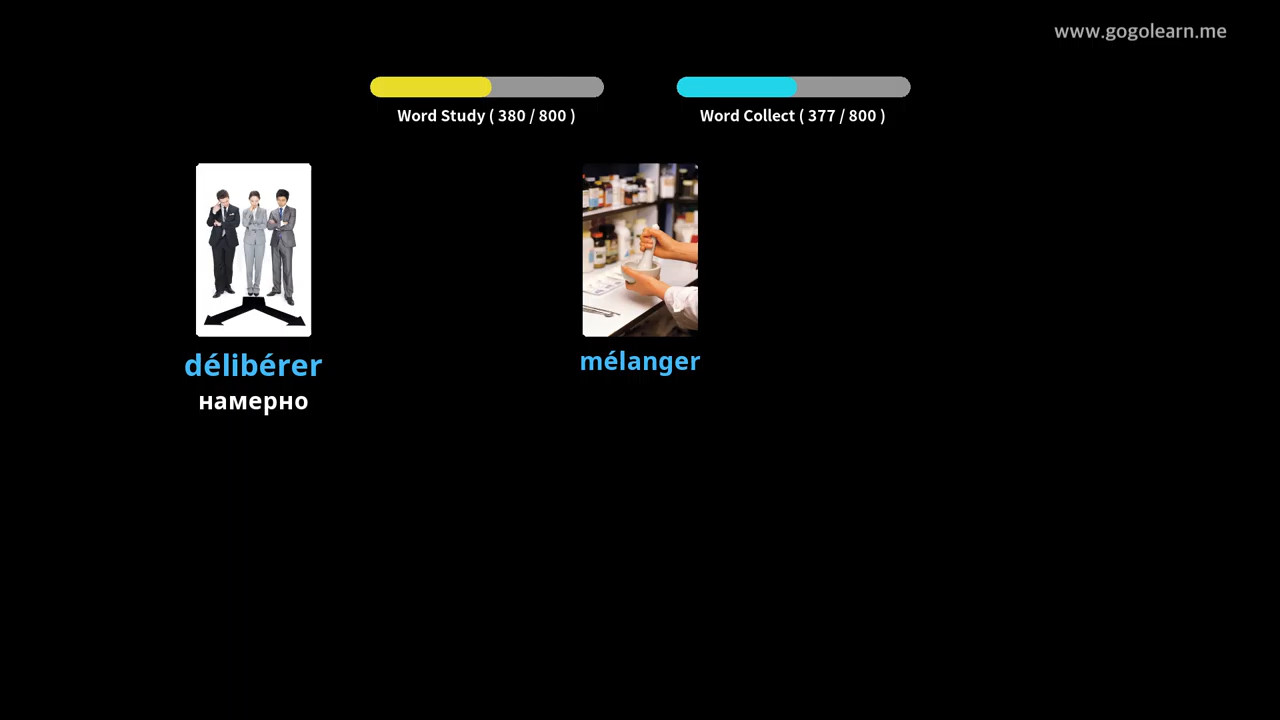 www.gogolearn.me
Word Study ( 380 / 800 )
Word Collect ( 377 / 800 )
délibérer
намерно
mélanger